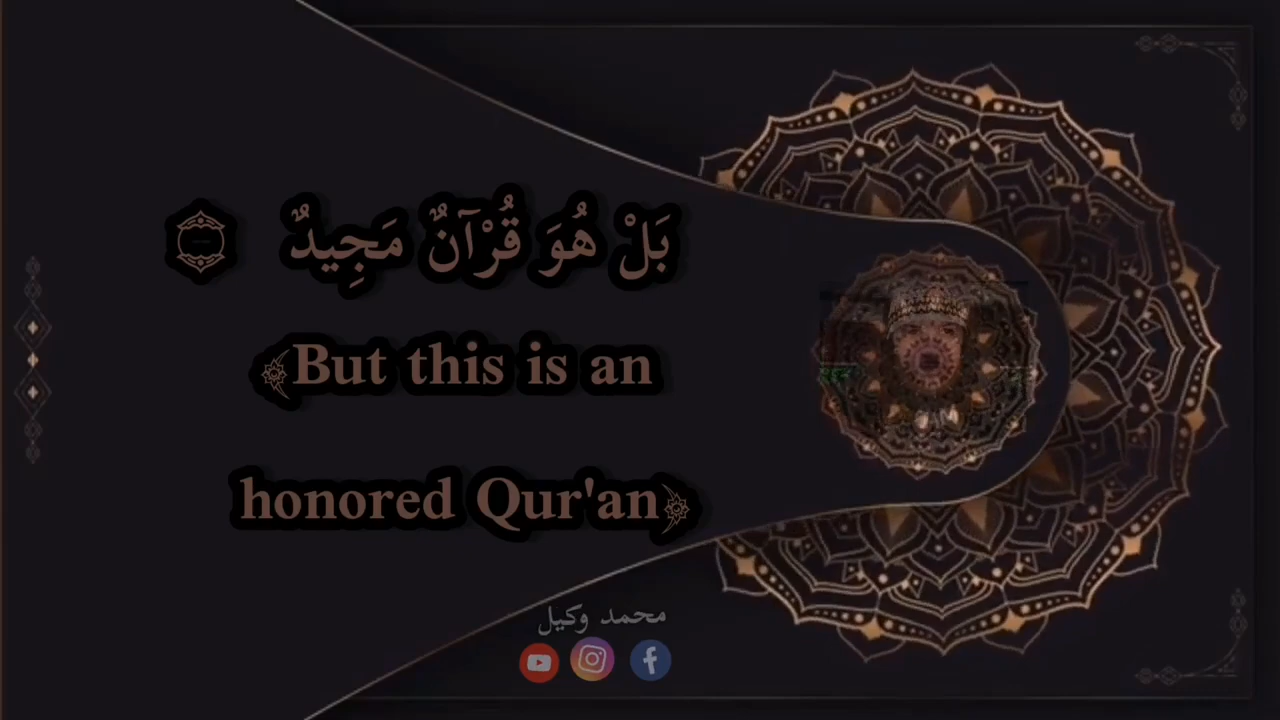 بَلْ هُوَ قُرْآنٌ مَجِيدٌ
﴿But this is an
honored Qur'an﴾
محمد وكيل